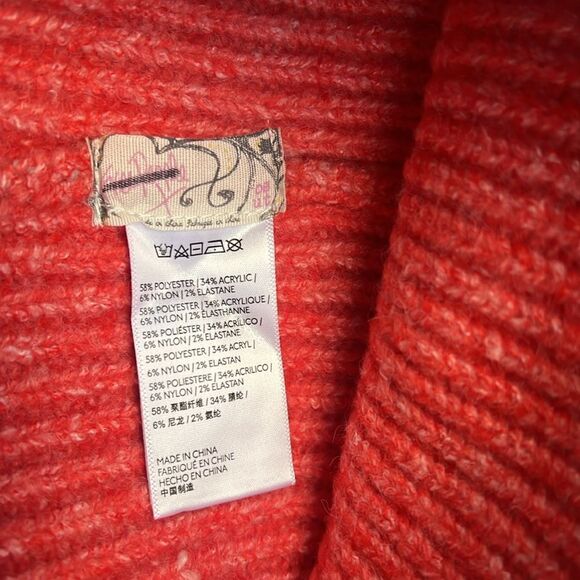 58% POLYESTER / 34% ACRYLIC /
6% NYLON / 2% ELASTANE
58% POLYESTER / 34% ACRYLIQUE /
6% NYLON / 2% ÉLASTHANNE
58% POLIÉSTER / 34% ACRÍLICO /
6% NYLON / 2% ELASTANE
58% POLYESTER / 34% ACRYL /
6% NYLON / 2% ELASTAN
58% POLIESTERE / 34% ACRILICO /
6% NYLON / 2% ELASTAN
58% 聚酯纤维 / 34% 腈纶 /
6% 尼龙 / 2% 氨纶
MADE IN CHINA
FABRIQUÉ EN CHINE
HECHO EN CHINA
中国制造